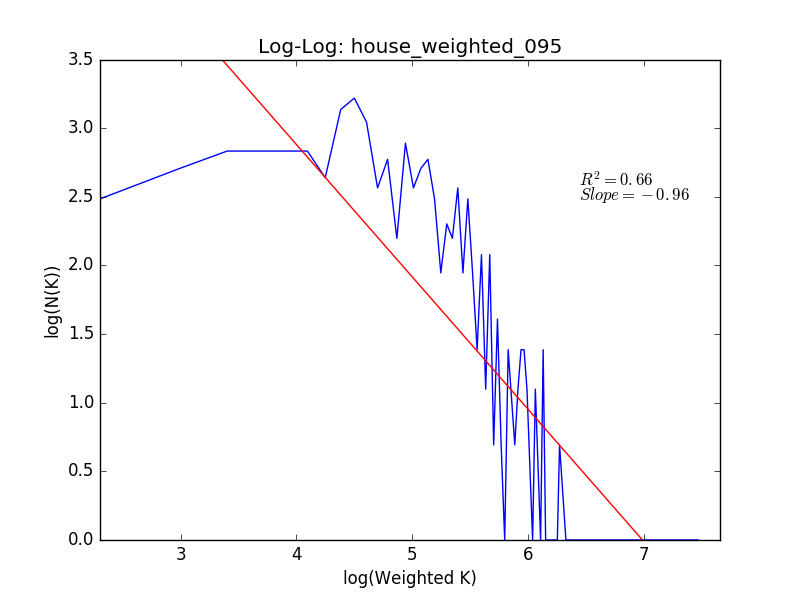 Log-Log: house_weighted_095
3.5
3.0
2.5
2.0
1.5
1.0
0.5
0.0
log(N(K))
R² = 0.66
Slope = −0.96
3 4 5 6 7
log(Weighted K)